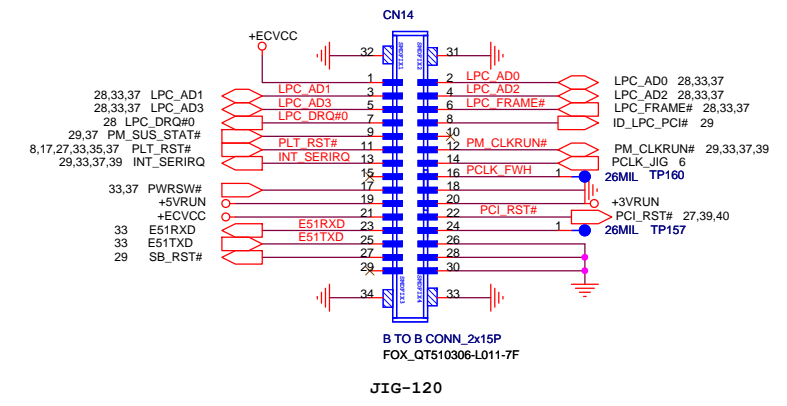 CN14
+ECVCC
32 SHDFIX1 SHDFIX2 31
1 2 LPC_AD0 LPC_AD0 28,33,37
28,33,37 LPC_AD1 LPC_AD1 3 4 LPC_AD2 LPC_AD2 28,33,37
28,33,37 LPC_AD3 LPC_AD3 5 6 LPC_FRAME# LPC_FRAME# 28,33,37
28 LPC_DRQ#0 LPC_DRQ#0 7 8 ID_LPC_PCI# 29
29,37 PM_SUS_STAT# 9 10
8,17,27,33,35,37 PLT_RST# PLT_RST# 11 12 PM_CLKRUN# PM_CLKRUN# 29,33,37,39
29,33,37,39 INT_SERIRQ INT_SERIRQ 13 14 PCLK_JIG 6
15 16 PCLK_FWH 1 26MIL TP160
33,37 PWRSW# 17 18
+5VRUN 19 20 +3VRUN
+ECVCC 21 22 PCI_RST# PCI_RST# 27,39,40
33 E51RXD E51RXD 23 24 1 26MIL TP157
33 E51TXD E51TXD 25 26
29 SB_RST# 27 28
29 30
34 SHDFIX3 SHDFIX4 33
B TO B CONN_2x15P
FOX_QT510306-L011-7F
JIG-120